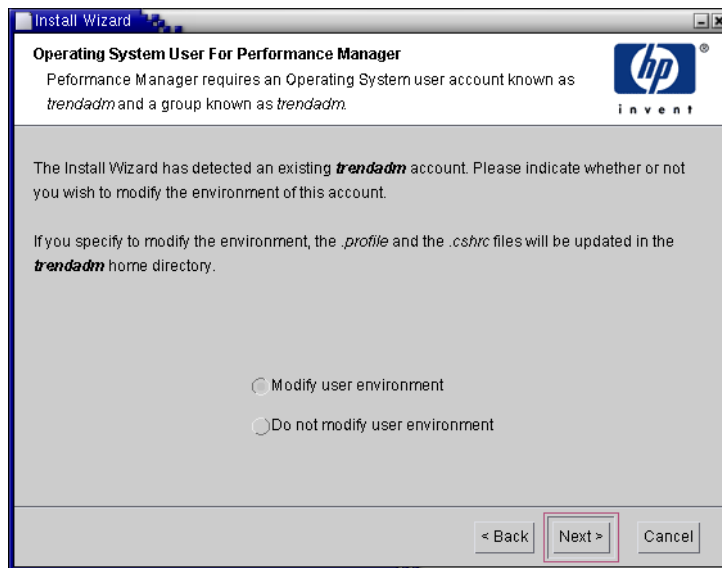 Install Wizard
Operating System User For Performance Manager
Peformance Manager requires an Operating System user account known as
trendadm and a group known as trendadm.
hp
®
invent
The Install Wizard has detected an existing trendadm account. Please indicate whether or not
you wish to modify the environment of this account.
If you specify to modify the environment, the .profile and the .cshrc files will be updated in the
trendadm home directory.
Modify user environment
Do not modify user environment
< Back Next > Cancel